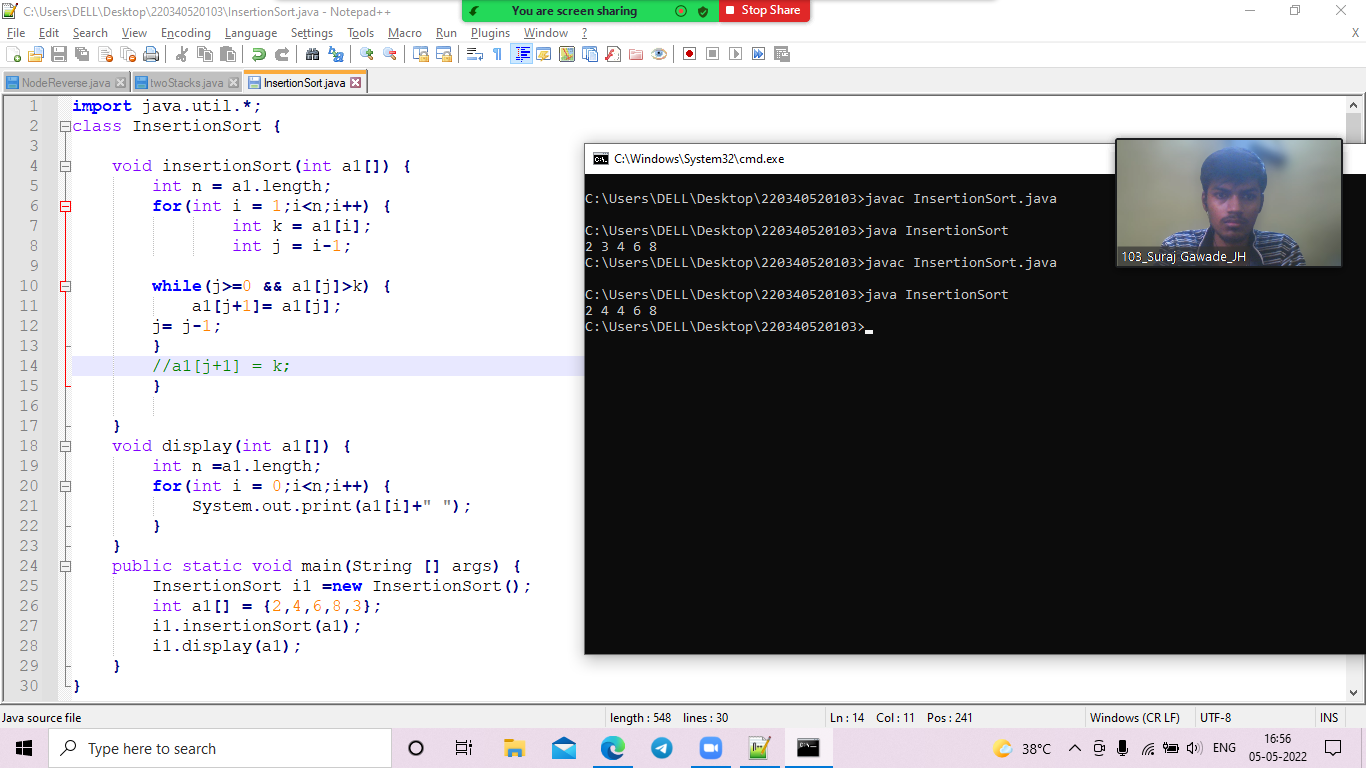 C:\Users\DELL\Desktop\220340520103\InsertionSort.java - Notepad++
You are screen sharing
Stop Share
File Edit Search View Encoding Language Settings Tools Macro Run Plugins Window ?
X
NodeReverse.java twoStacks.java InsertionSort.java
1 import java.util.*;
2 class InsertionSort {
3
4 void insertionSort(int a1[]) {
5 int n = a1.length;
6 for(int i = 1;i<n;i++) {
7 int k = a1[i];
8 int j = i-1;
9
10 while(j>=0 && a1[j]>k) {
11 a1[j+1]= a1[j];
12 j= j-1;
13 }
14 //a1[j+1] = k;
15 }
16
17 }
18 void display(int a1[]) {
19 int n =a1.length;
20 for(int i = 0;i<n;i++) {
21 System.out.print(a1[i]+" ");
22 }
23 }
24 public static void main(String [] args) {
25 InsertionSort i1 =new InsertionSort();
26 int a1[] = {2,4,6,8,3};
27 i1.insertionSort(a1);
28 i1.display(a1);
29 }
30 }
C:\Windows\System32\cmd.exe
C:\Users\DELL\Desktop\220340520103>javac InsertionSort.java
C:\Users\DELL\Desktop\220340520103>java InsertionSort
2 3 4 6 8
C:\Users\DELL\Desktop\220340520103>javac InsertionSort.java
C:\Users\DELL\Desktop\220340520103>java InsertionSort
2 4 4 6 8
C:\Users\DELL\Desktop\220340520103>
103_Suraj Gawade_JH
Java source file
length : 548 lines : 30
Ln : 14 Col : 11 Pos : 241
Windows (CR LF)
UTF-8
INS
Type here to search
38°C
ENG
16:56
05-05-2022